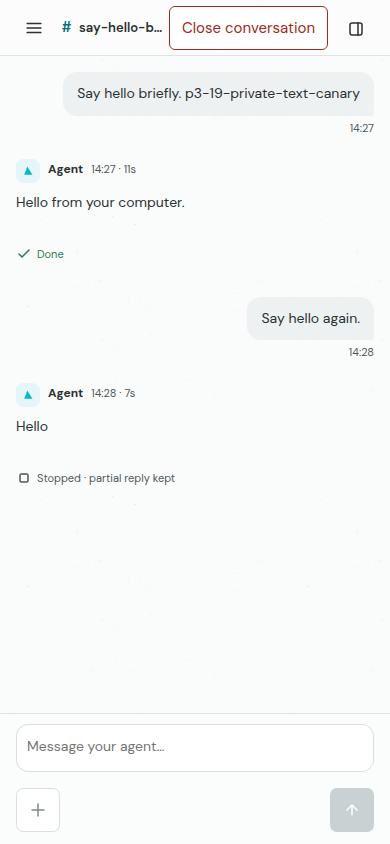 # say-hello-b... Close conversation
Say hello briefly. p3-19-private-text-canary
14:27
Agent 14:27 · 11s
Hello from your computer.
Done
Say hello again.
14:28
Agent 14:28 · 7s
Hello
Stopped · partial reply kept
Message your agent...